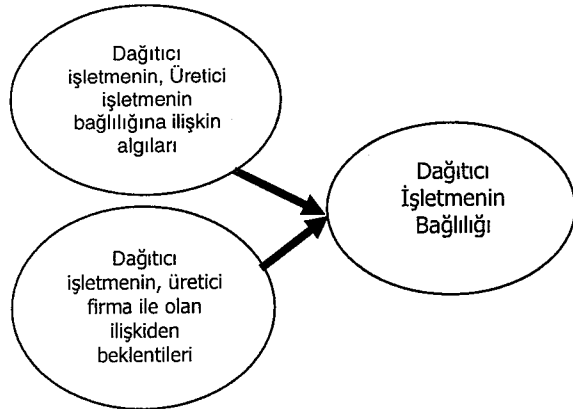 Dağıtıcı
işletmenin, Üretici
işletmenin
bağlılığına ilişkin
algıları
Dağıtıcı
İşletmenin
Bağlılığı
Dağıtıcı
işletmenin, üretici
firma ile olan
ilişkiden
beklentileri